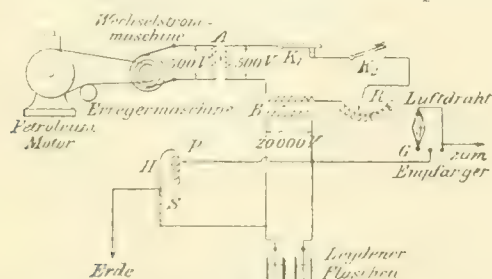 Wechselstrom-
maschine
A
K1
K2
500 V
500 V
Erregermaschine
Petroleum
Motor
B
R
Luftdraht
20000 V
G
zum
Empfänger
H
P
S
Erde
Leydener
Flaschen